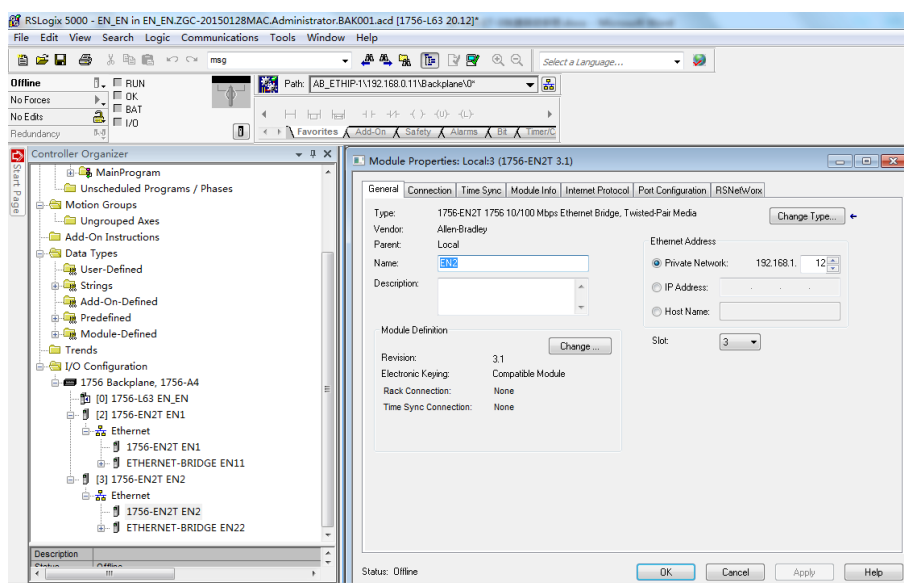 RSLogix 5000 - EN_EN in EN_EN.ZGC-20150128MAC.Administrator.BAK001.acd [1756-L63 20.12]*
File Edit View Search Logic Communications Tools Window Help
msg
Select a Language...
Offline
RUN
No Forces
OK
BAT
No Edits
I/O
Redundancy
Path: AB_ETHIP-1\192.168.0.11\Backplane\0*
Favorites Add-On Safety Alarms Bit Timer/C
Start Page
Controller Organizer
MainProgram
Unscheduled Programs / Phases
Motion Groups
Ungrouped Axes
Add-On Instructions
Data Types
User-Defined
Strings
Add-On-Defined
Predefined
Module-Defined
Trends
I/O Configuration
1756 Backplane, 1756-A4
[0] 1756-L63 EN_EN
[2] 1756-EN2T EN1
Ethernet
1756-EN2T EN1
ETHERNET-BRIDGE EN11
[3] 1756-EN2T EN2
Ethernet
1756-EN2T EN2
ETHERNET-BRIDGE EN22
Description
Status Offline
Module Properties: Local:3 (1756-EN2T 3.1)
General Connection Time Sync Module Info Internet Protocol Port Configuration RSNetWorx
Type: 1756-EN2T 1756 10/100 Mbps Ethernet Bridge, Twisted-Pair Media
Change Type...
Vendor: Allen-Bradley
Parent: Local
Name: EN2
Description:
Ethernet Address
Private Network: 192.168.1. 12
IP Address:
Host Name:
Slot: 3
Module Definition
Change ...
Revision: 3.1
Electronic Keying: Compatible Module
Rack Connection: None
Time Sync Connection: None
Status: Offline
OK Cancel Apply Help